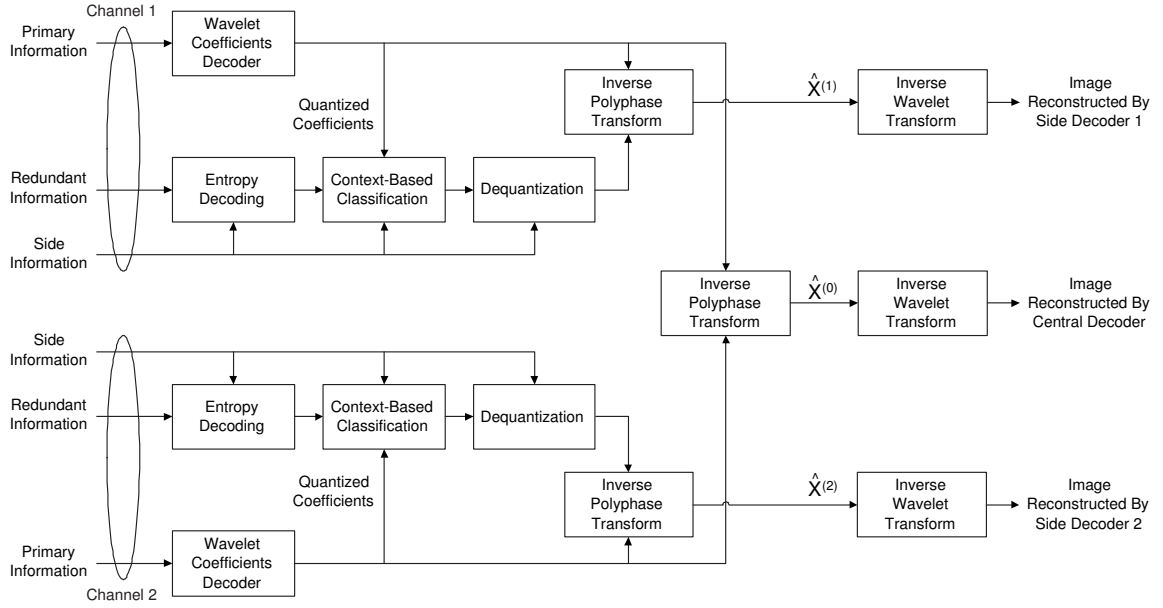 Channel 1
Primary
Information
Wavelet
Coefficients
Decoder
Quantized
Coefficients
Inverse
Polyphase
Transform
X̂(1)
Inverse
Wavelet
Transform
Image
Reconstructed By
Side Decoder 1
Redundant
Information
Entropy
Decoding
Context-Based
Classification
Dequantization
Side
Information
Inverse
Polyphase
Transform
X̂(0)
Inverse
Wavelet
Transform
Image
Reconstructed By
Central Decoder
Side
Information
Redundant
Information
Entropy
Decoding
Context-Based
Classification
Dequantization
Quantized
Coefficients
Inverse
Polyphase
Transform
X̂(2)
Inverse
Wavelet
Transform
Image
Reconstructed By
Side Decoder 2
Primary
Information
Wavelet
Coefficients
Decoder
Channel 2